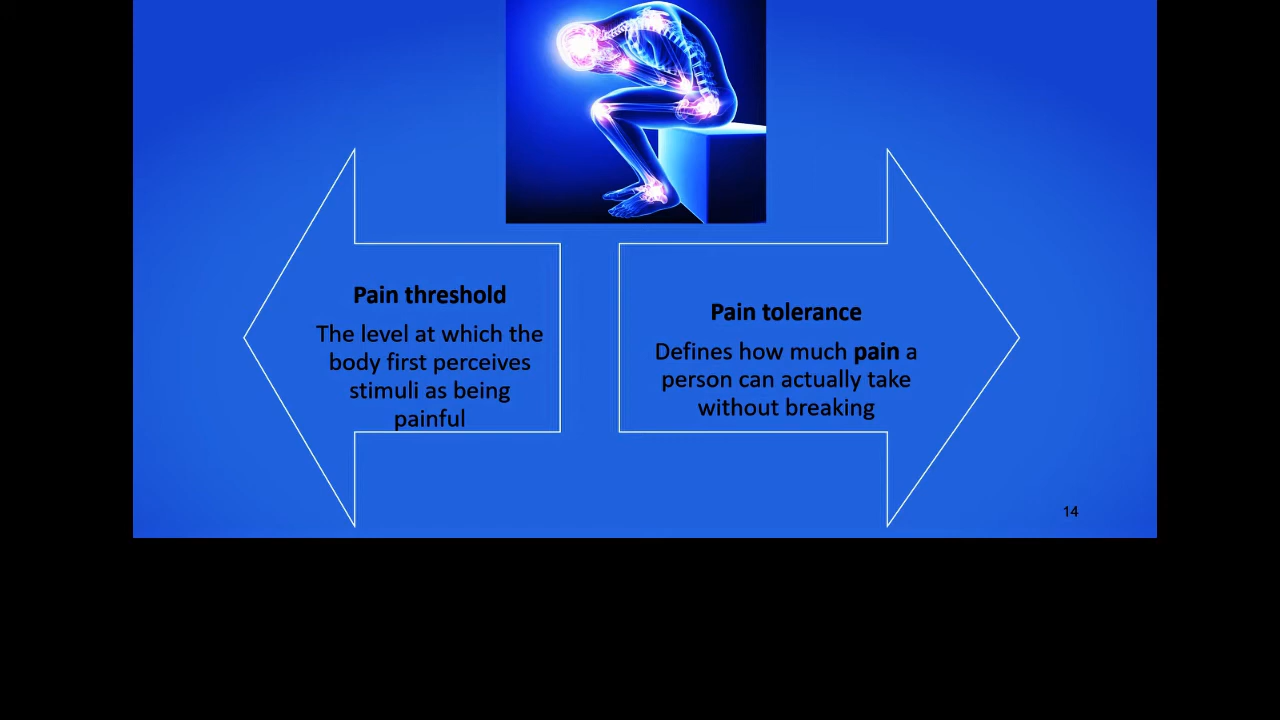 Pain threshold
The level at which the
body first perceives
stimuli as being
painful
Pain tolerance
Defines how much pain a
person can actually take
without breaking
14